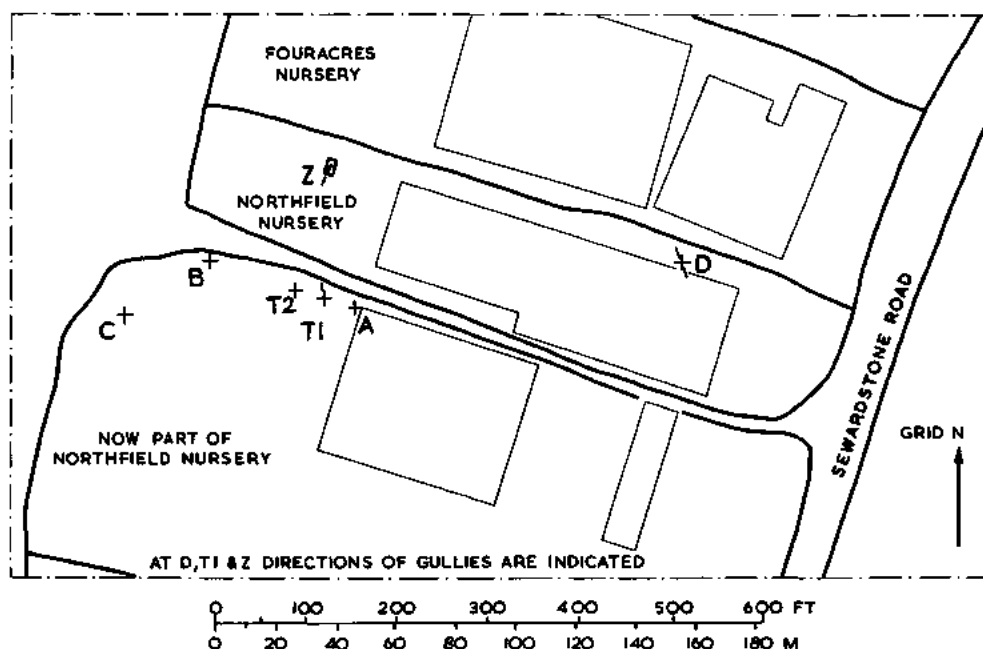 FOURACRES
NURSERY
Z
NORTHFIELD
NURSERY
D
B
T2
C
T1
A
SEWARDSTONE ROAD
NOW PART OF
NORTHFIELD NURSERY
GRID N
AT D,T1 & Z DIRECTIONS OF GULLIES ARE INDICATED
0 100 200 300 400 500 600 FT
0 20 40 60 80 100 120 140 160 180 M